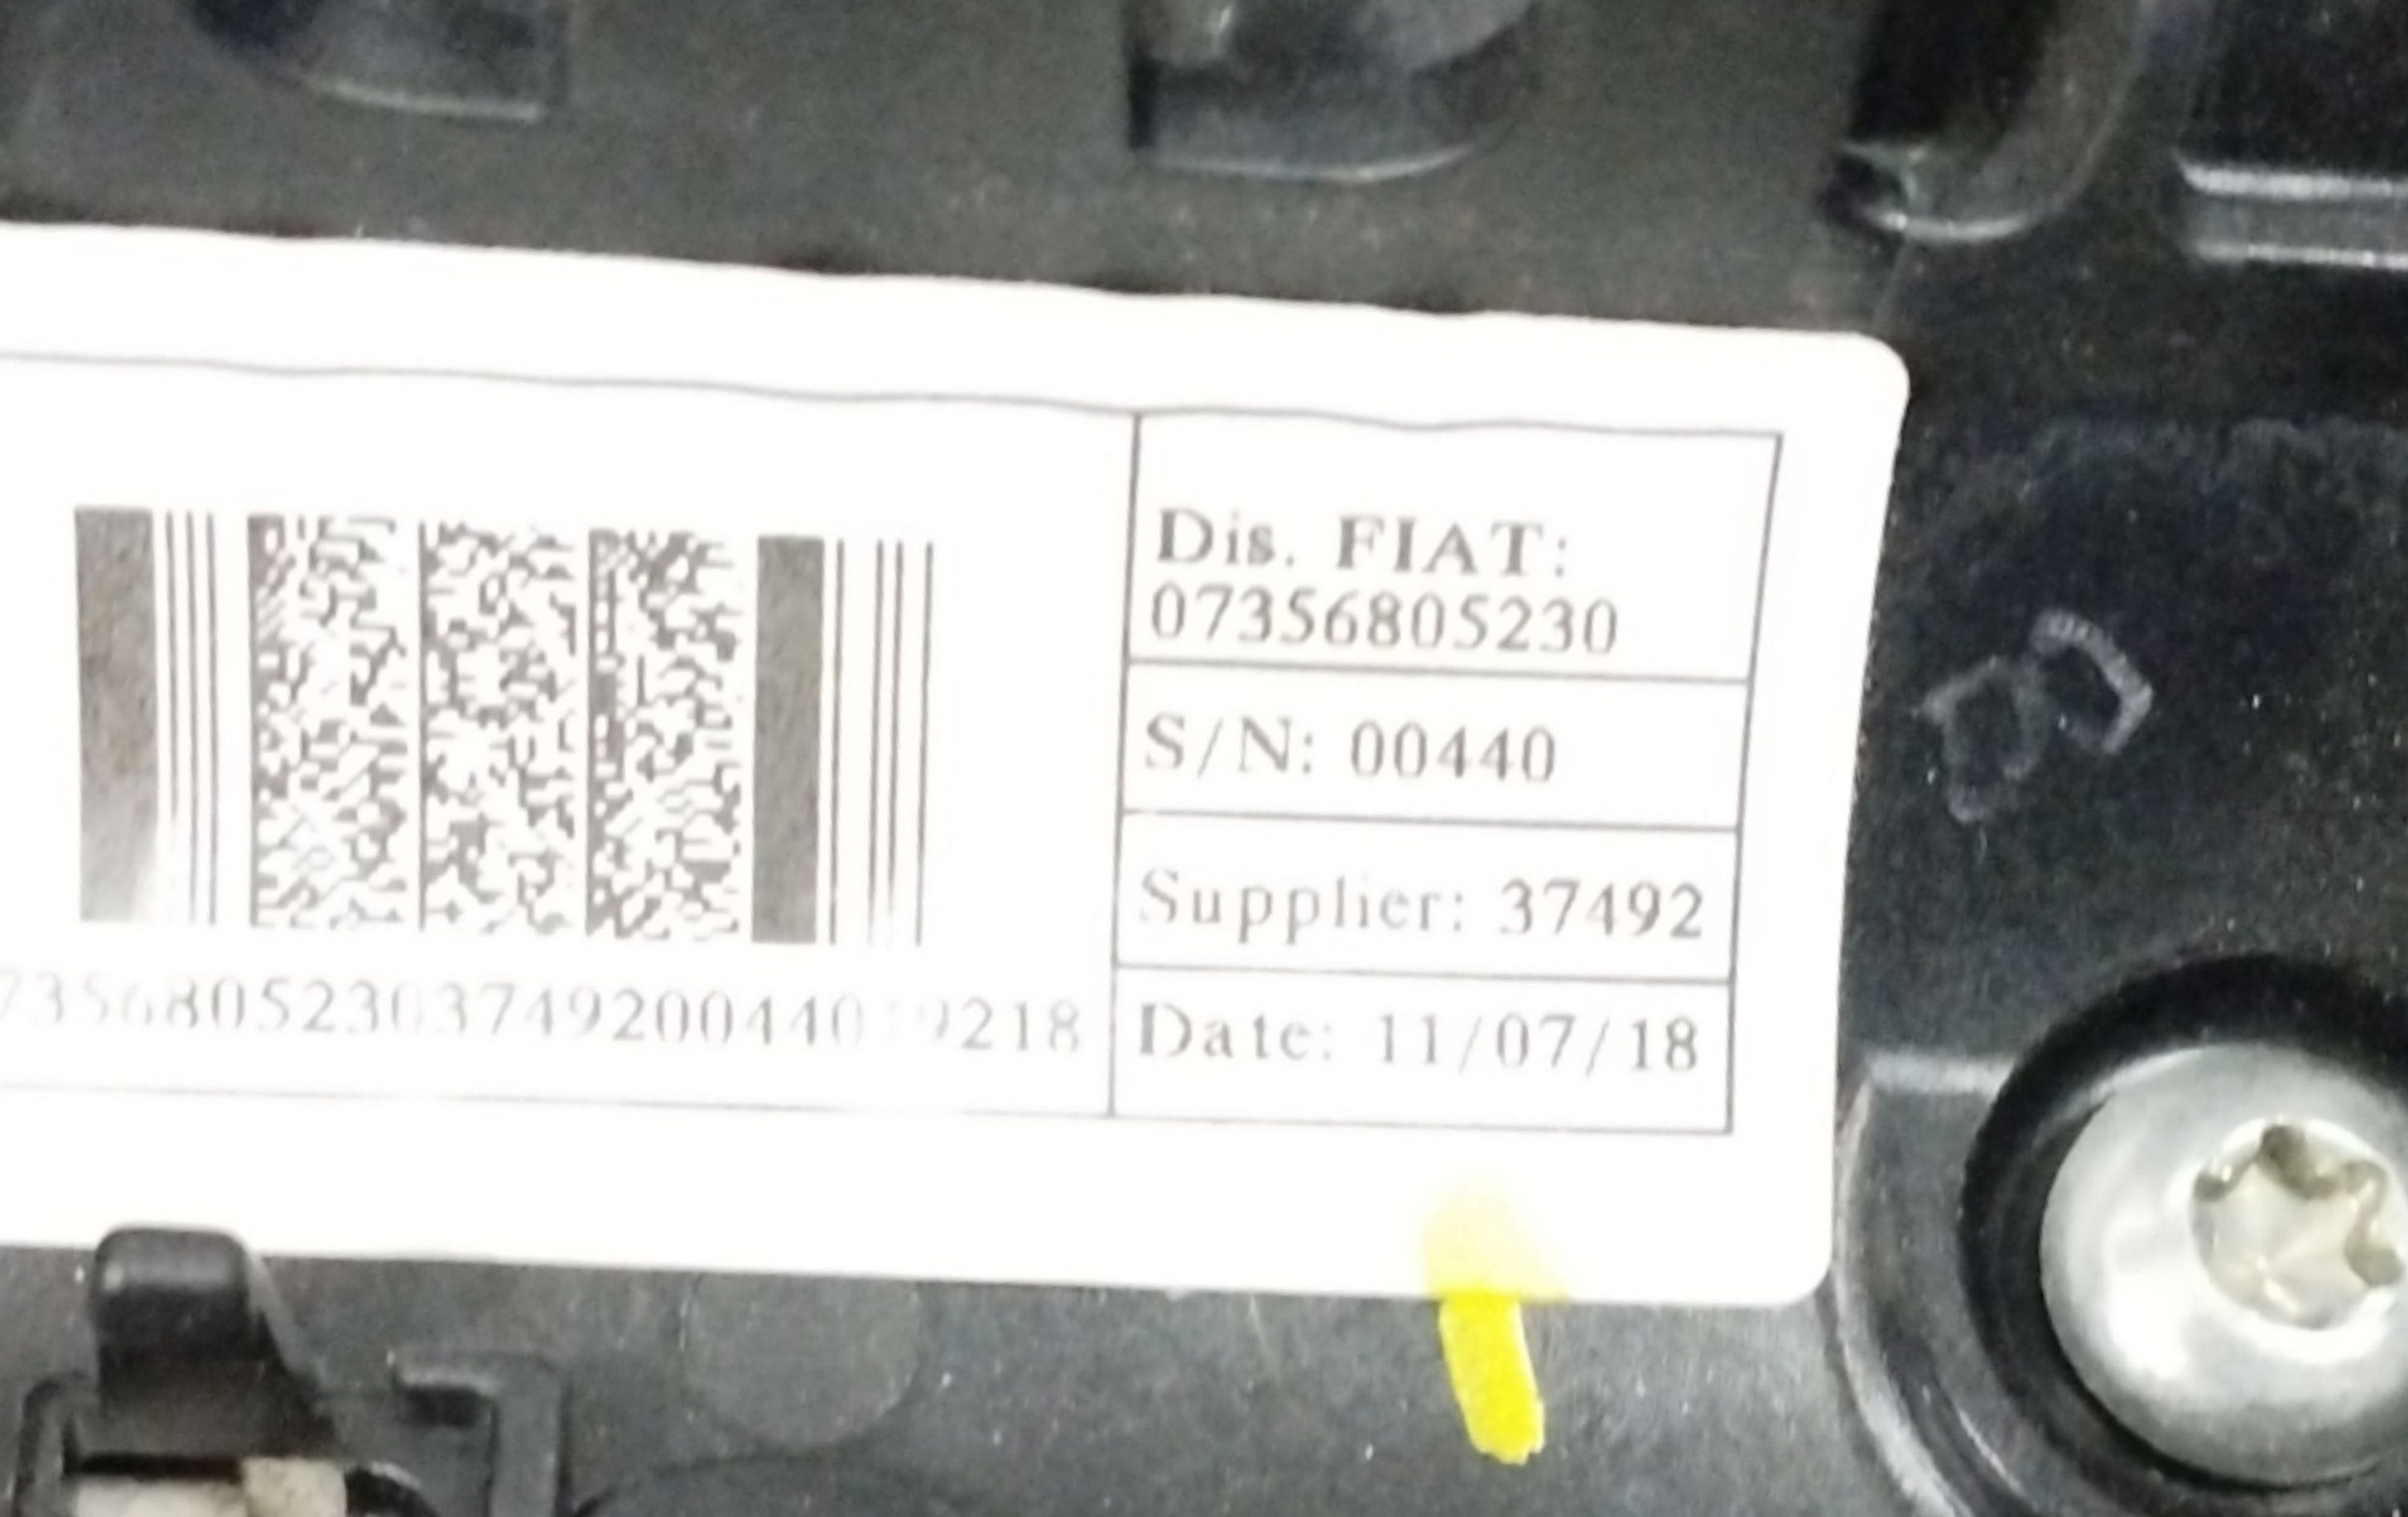 Dis. FIAT:
07356805230
S/N: 00440
Supplier: 37492
Date: 11/07/18